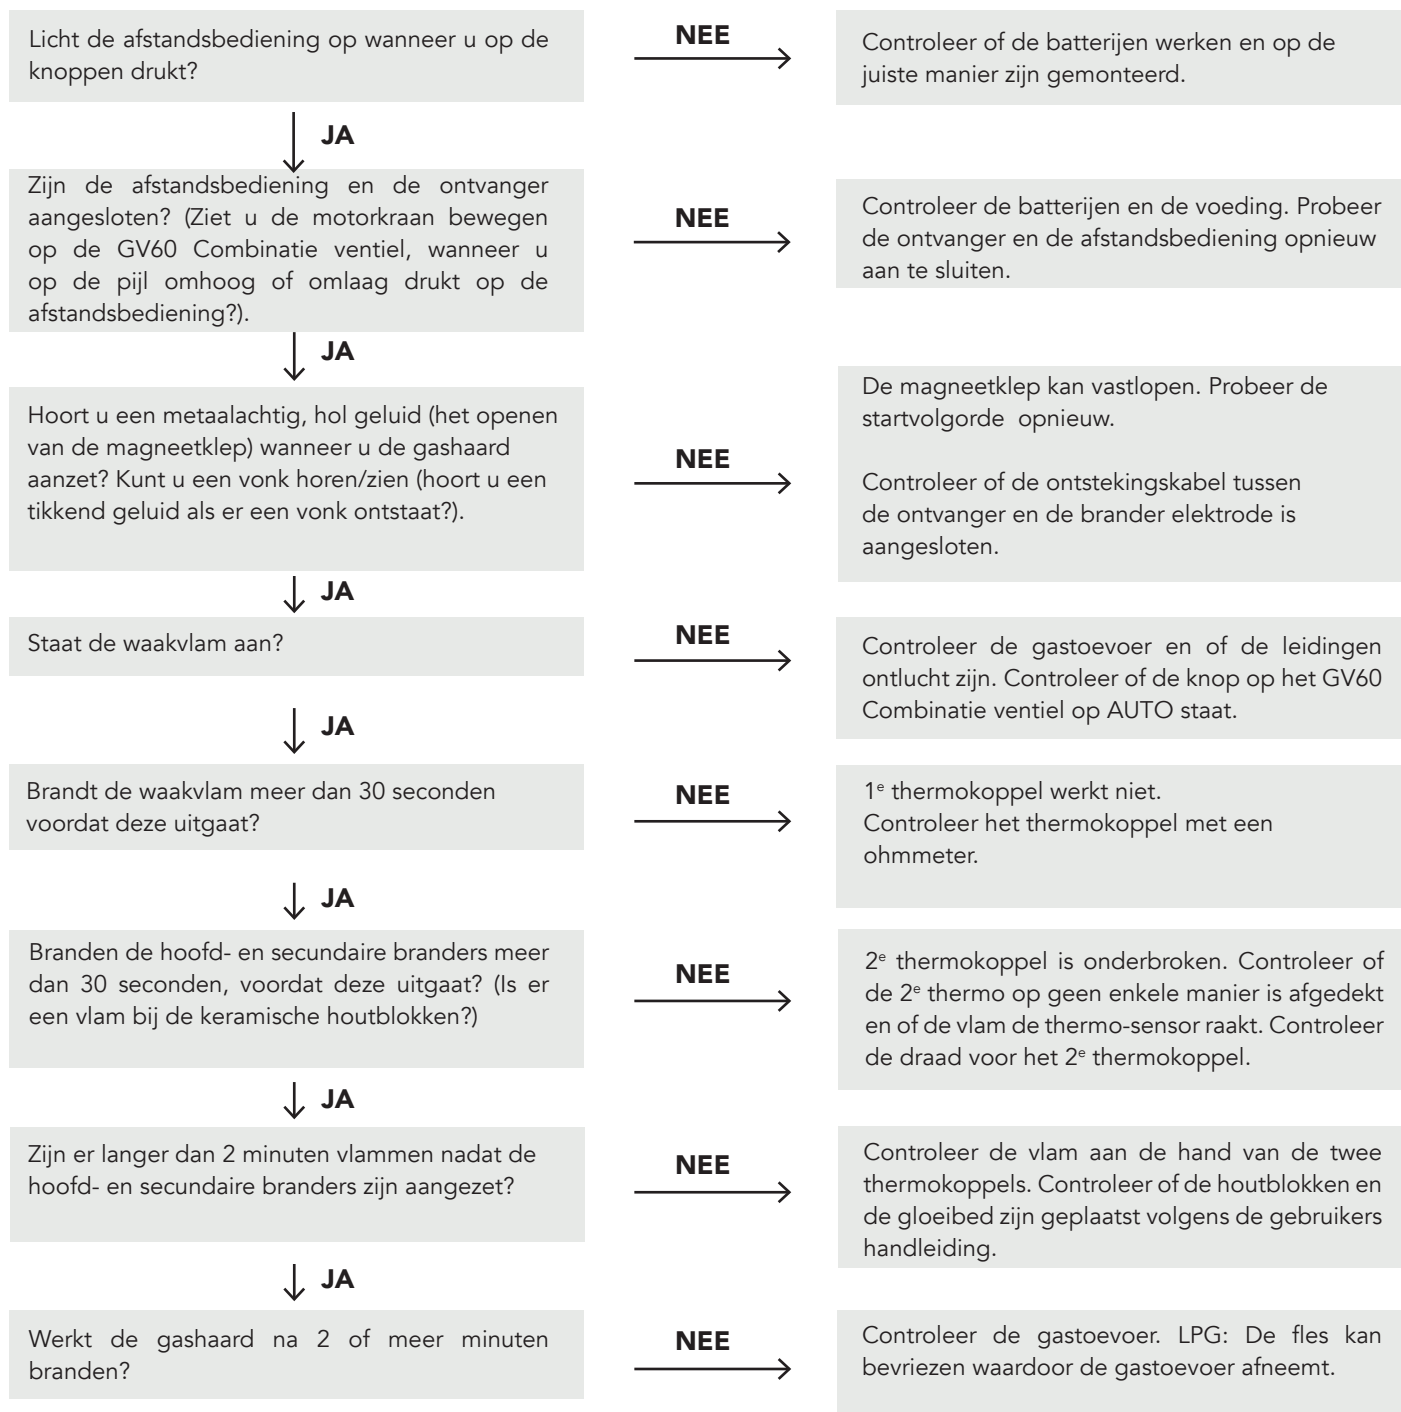 Licht de afstandsbediening op wanneer u op de
knoppen drukt?
NEE
Controleer of de batterijen werken en op de
juiste manier zijn gemonteerd.
JA
Zijn de afstandsbediening en de ontvanger
aangesloten? (Ziet u de motorkraan bewegen
op de GV60 Combinatie ventiel, wanneer u
op de pijl omhoog of omlaag drukt op de
afstandsbediening?).
NEE
Controleer de batterijen en de voeding. Probeer
de ontvanger en de afstandsbediening opnieuw
aan te sluiten.
JA
Hoort u een metaalachtig, hol geluid (het openen
van de magneetklep) wanneer u de gashaard
aanzet? Kunt u een vonk horen/zien (hoort u een
tikkend geluid als er een vonk ontstaat?).
NEE
De magneetklep kan vastlopen. Probeer de
startvolgorde opnieuw.
Controleer of de ontstekingskabel tussen
de ontvanger en de brander elektrode is
aangesloten.
JA
Staat de waakvlam aan?
NEE
Controleer de gastoevoer en of de leidingen
ontlucht zijn. Controleer of de knop op het GV60
Combinatie ventiel op AUTO staat.
JA
Brandt de waakvlam meer dan 30 seconden
voordat deze uitgaat?
NEE
1e thermokoppel werkt niet.
Controleer het thermokoppel met een
ohmmeter.
JA
Branden de hoofd- en secundaire branders meer
dan 30 seconden, voordat deze uitgaat? (Is er
een vlam bij de keramische houtblokken?)
NEE
2e thermokoppel is onderbroken. Controleer of
de 2e thermo op geen enkele manier is afgedekt
en of de vlam de thermo-sensor raakt. Controleer
de draad voor het 2e thermokoppel.
JA
Zijn er langer dan 2 minuten vlammen nadat de
hoofd- en secundaire branders zijn aangezet?
NEE
Controleer de vlam aan de hand van de twee
thermokoppels. Controleer of de houtblokken en
de gloeibed zijn geplaatst volgens de gebruikers
handleiding.
JA
Werkt de gashaard na 2 of meer minuten
branden?
NEE
Controleer de gastoevoer. LPG: De fles kan
bevriezen waardoor de gastoevoer afneemt.